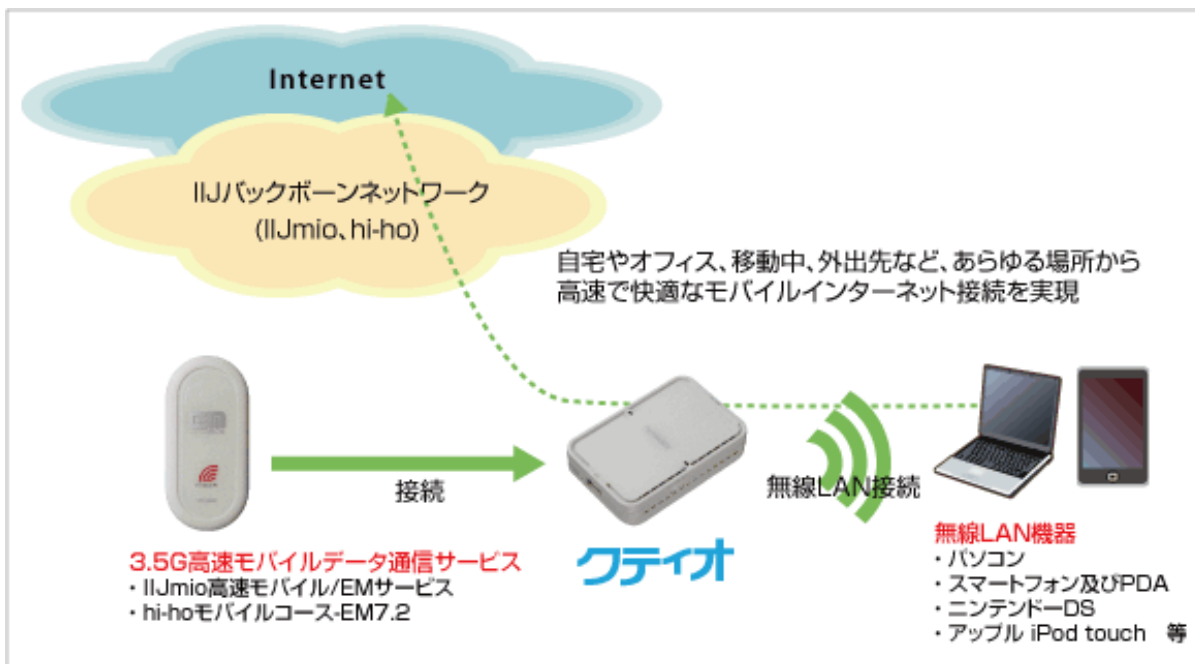 Internet
IIJバックボーンネットワーク
(IIJmio、hi-ho)
自宅やオフィス、移動中、外出先など、あらゆる場所から
高速で快適なモバイルインターネット接続を実現
接続
無線LAN接続
3.5G高速モバイルデータ通信サービス
・IIJmio高速モバイル/EMサービス
・hi-hoモバイルコース-EM7.2
クティオ
無線LAN機器
・パソコン
・スマートフォン及びPDA
・ニンテンドーDS
・アップル iPod touch 等